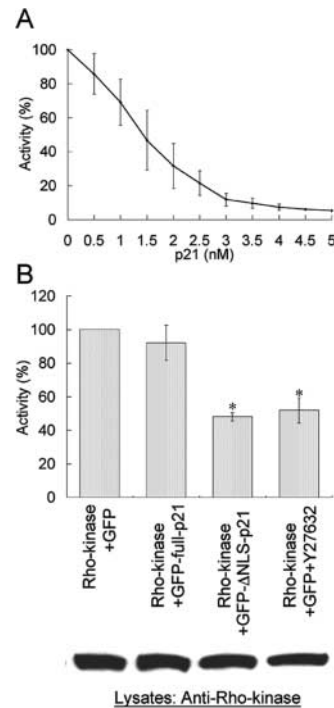 A
Activity (%)
100
80
60
40
20
0
0 0.5 1 1.5 2 2.5 3 3.5 4 4.5 5
p21 (nM)
B
Activity (%)
120
100
80
60
40
20
0
* *
Rho-kinase
+GFP
Rho-kinase
+GFP-full-p21
Rho-kinase
+GFP-ΔNLS-p21
Rho-kinase
+GFP+Y27632
Lysates: Anti-Rho-kinase